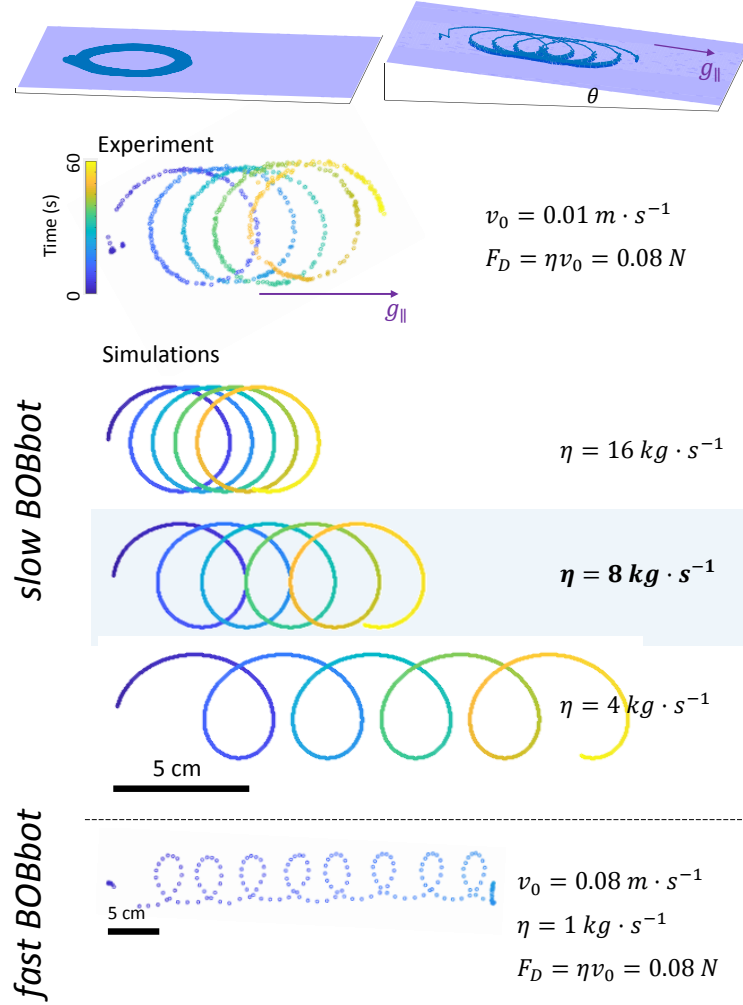 g∥
θ
Experiment
60
Time (s)
0
v₀ = 0.01 m · s⁻¹
F_D = ηv₀ = 0.08 N
g∥
Simulations
slow BOBbot
η = 16 kg · s⁻¹
η = 8 kg · s⁻¹
η = 4 kg · s⁻¹
5 cm
fast BOBbot
5 cm
v₀ = 0.08 m · s⁻¹
η = 1 kg · s⁻¹
F_D = ηv₀ = 0.08 N